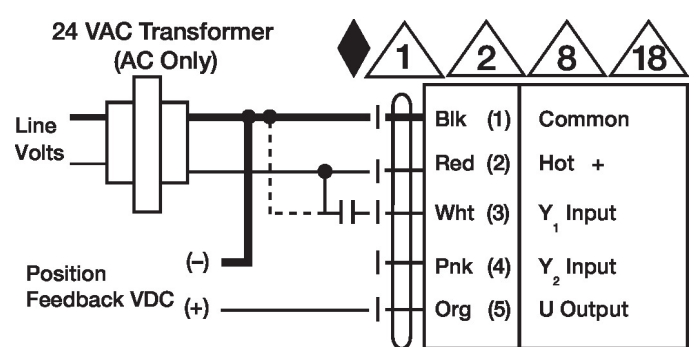 24 VAC Transformer
(AC Only)
1 2 8 18
Line
Volts
Blk (1) Common
Red (2) Hot +
Wht (3) Y₁ Input
Pnk (4) Y₂ Input
Org (5) U Output
Position
Feedback VDC
(–)
(+)